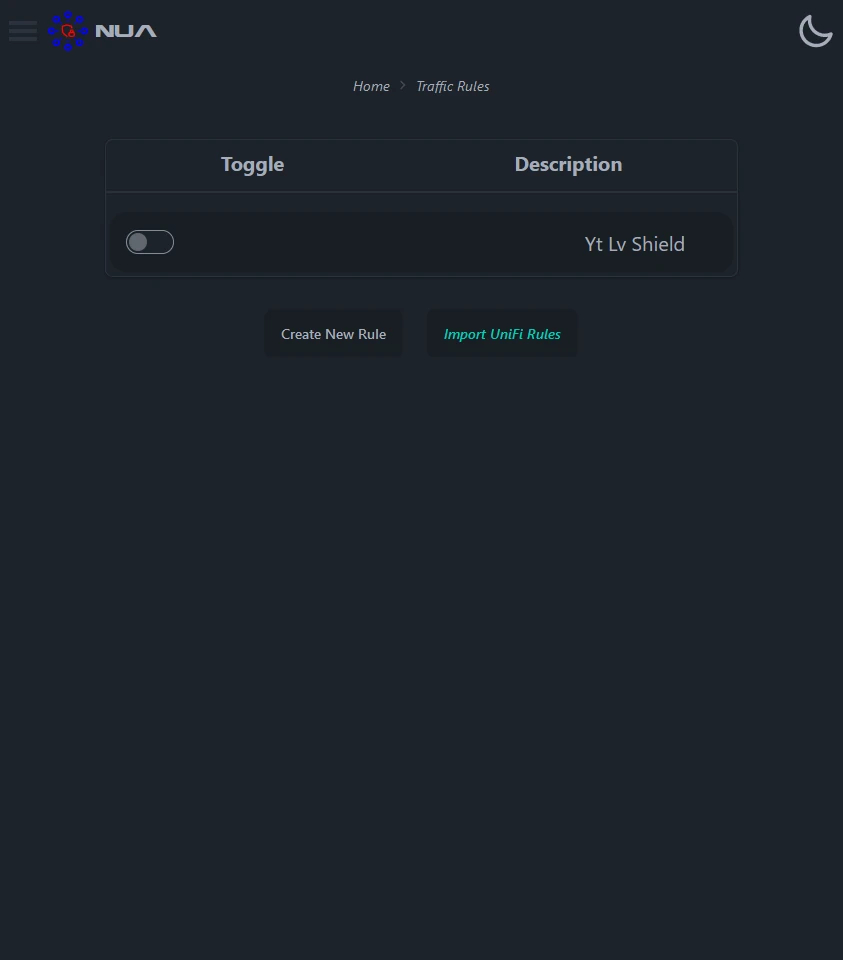 NUA
Home > Traffic Rules
Toggle Description
Yt Lv Shield
Create New Rule Import UniFi Rules